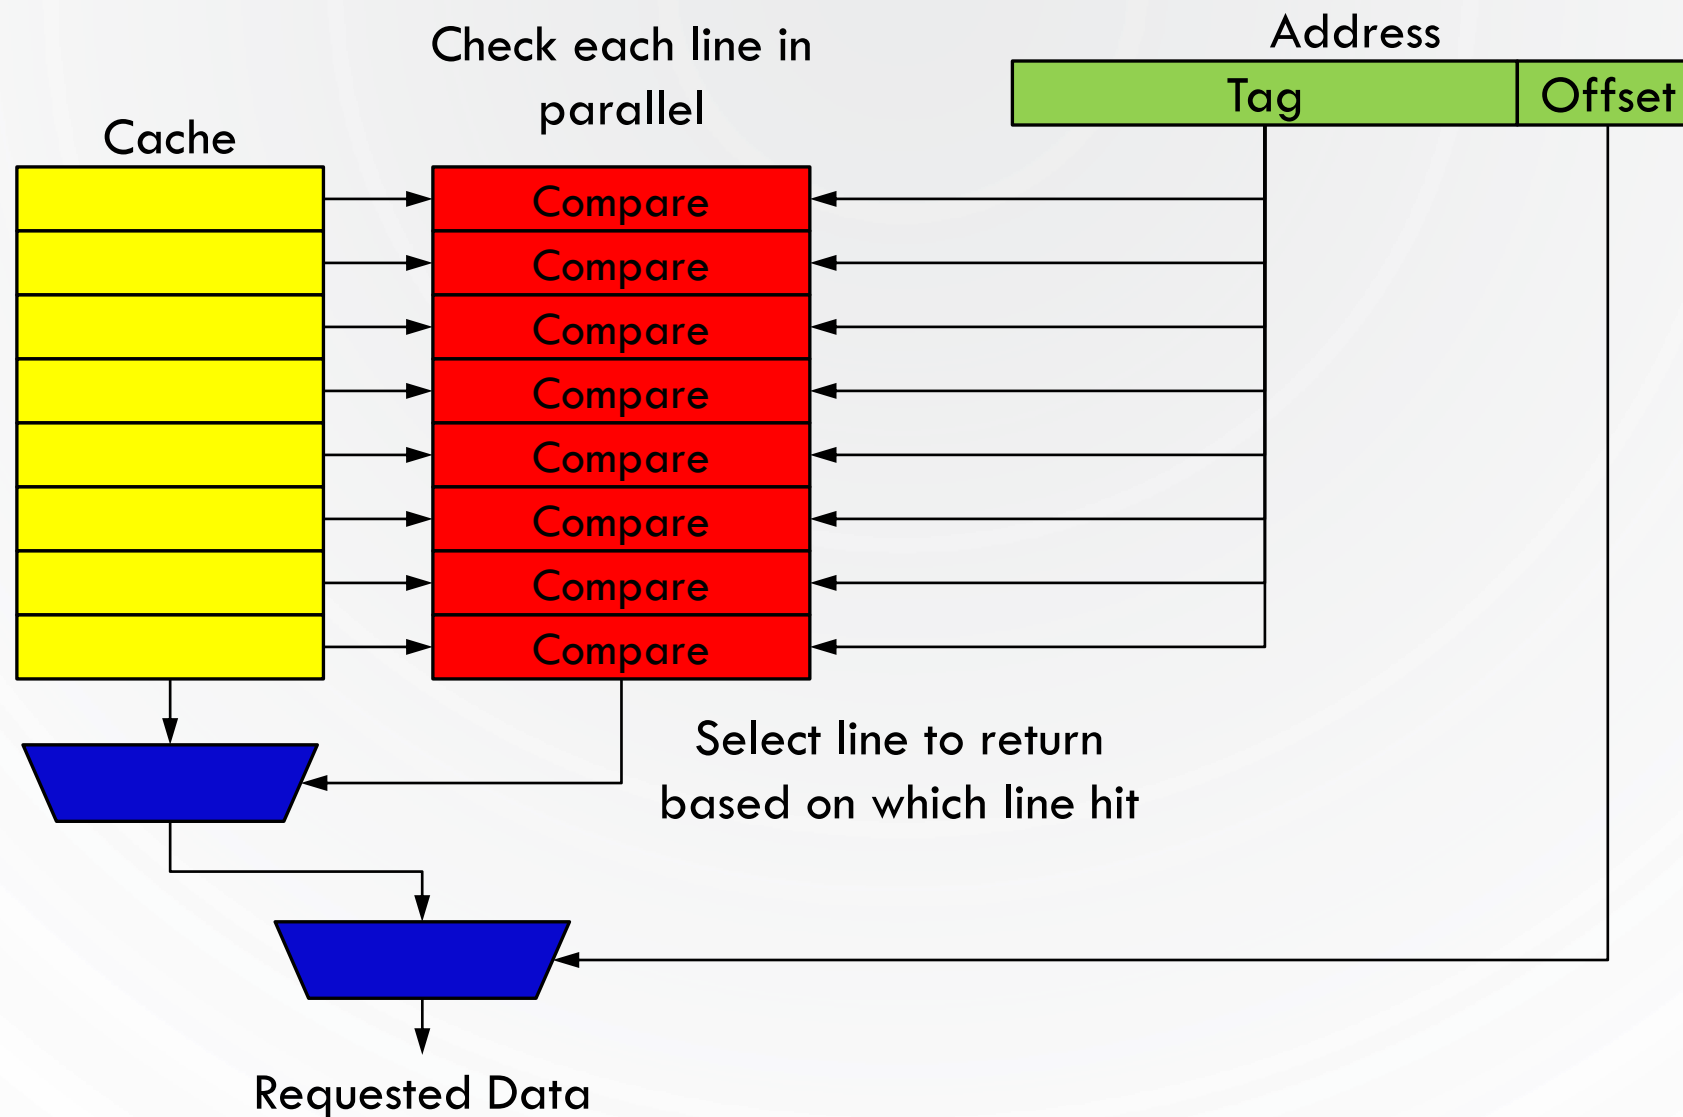 Check each line in
parallel
Address
Tag
Offset
Cache
Compare
Compare
Compare
Compare
Compare
Compare
Compare
Compare
Select line to return
based on which line hit
Requested Data